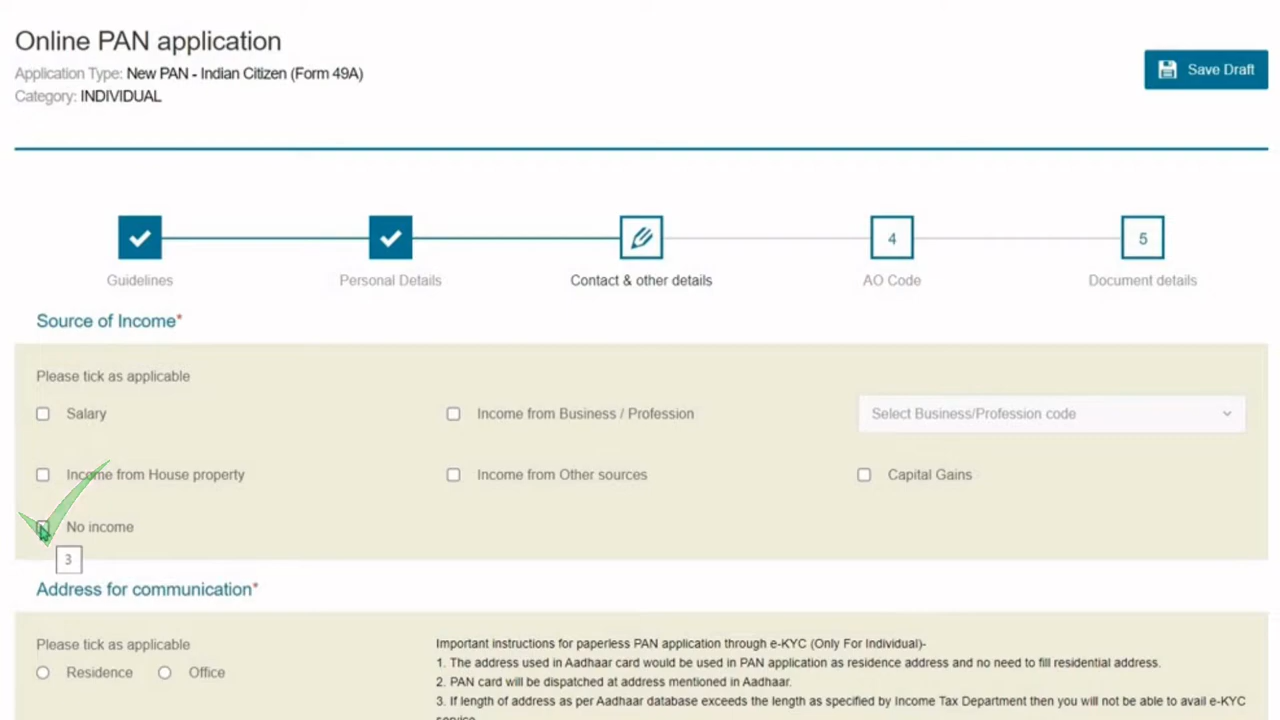 Online PAN application
Application Type: New PAN - Indian Citizen (Form 49A)
Category: INDIVIDUAL
Save Draft
4
5
Guidelines
Personal Details
Contact & other details
AO Code
Document details
Source of Income*
Please tick as applicable
Salary
Income from Business / Profession
Select Business/Profession code
Income from House property
Income from Other sources
Capital Gains
No income
3
Address for communication*
Please tick as applicable
Residence
Office
Important instructions for paperless PAN application through e-KYC (Only For Individual)-
1. The address used in Aadhaar card would be used in PAN application as residence address and no need to fill residential address.
2. PAN card will be dispatched at address mentioned in Aadhaar.
3. If length of address as per Aadhaar database exceeds the length as specified by Income Tax Department then you will not be able to avail e-KYC
service